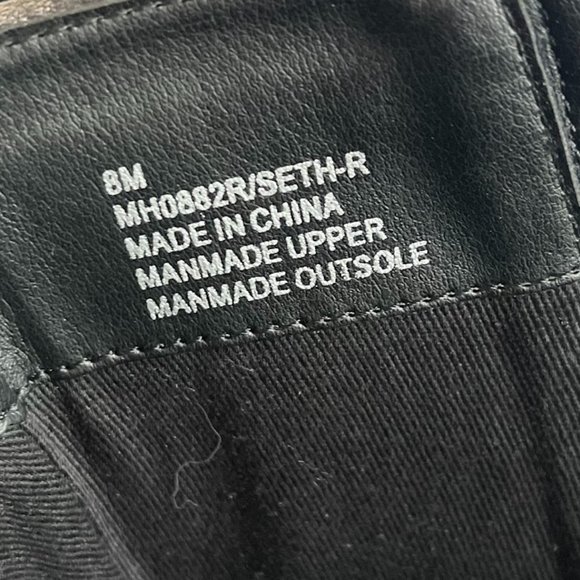 8M
MH0882R/SETH-R
MADE IN CHINA
MANMADE UPPER
MANMADE OUTSOLE